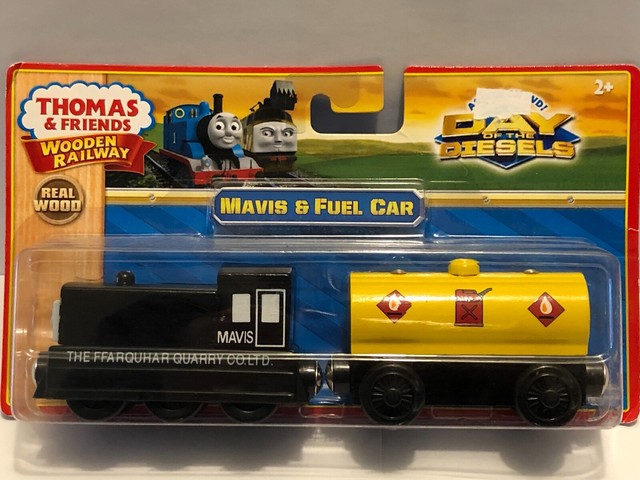 THOMAS
& FRIENDS
WOODEN
RAILWAY
REAL
WOOD
2+
DAY
OF THE
DIESELS
MAVIS & FUEL CAR
MAVIS
THE FFARQUHAR QUARRY CO.LTD.